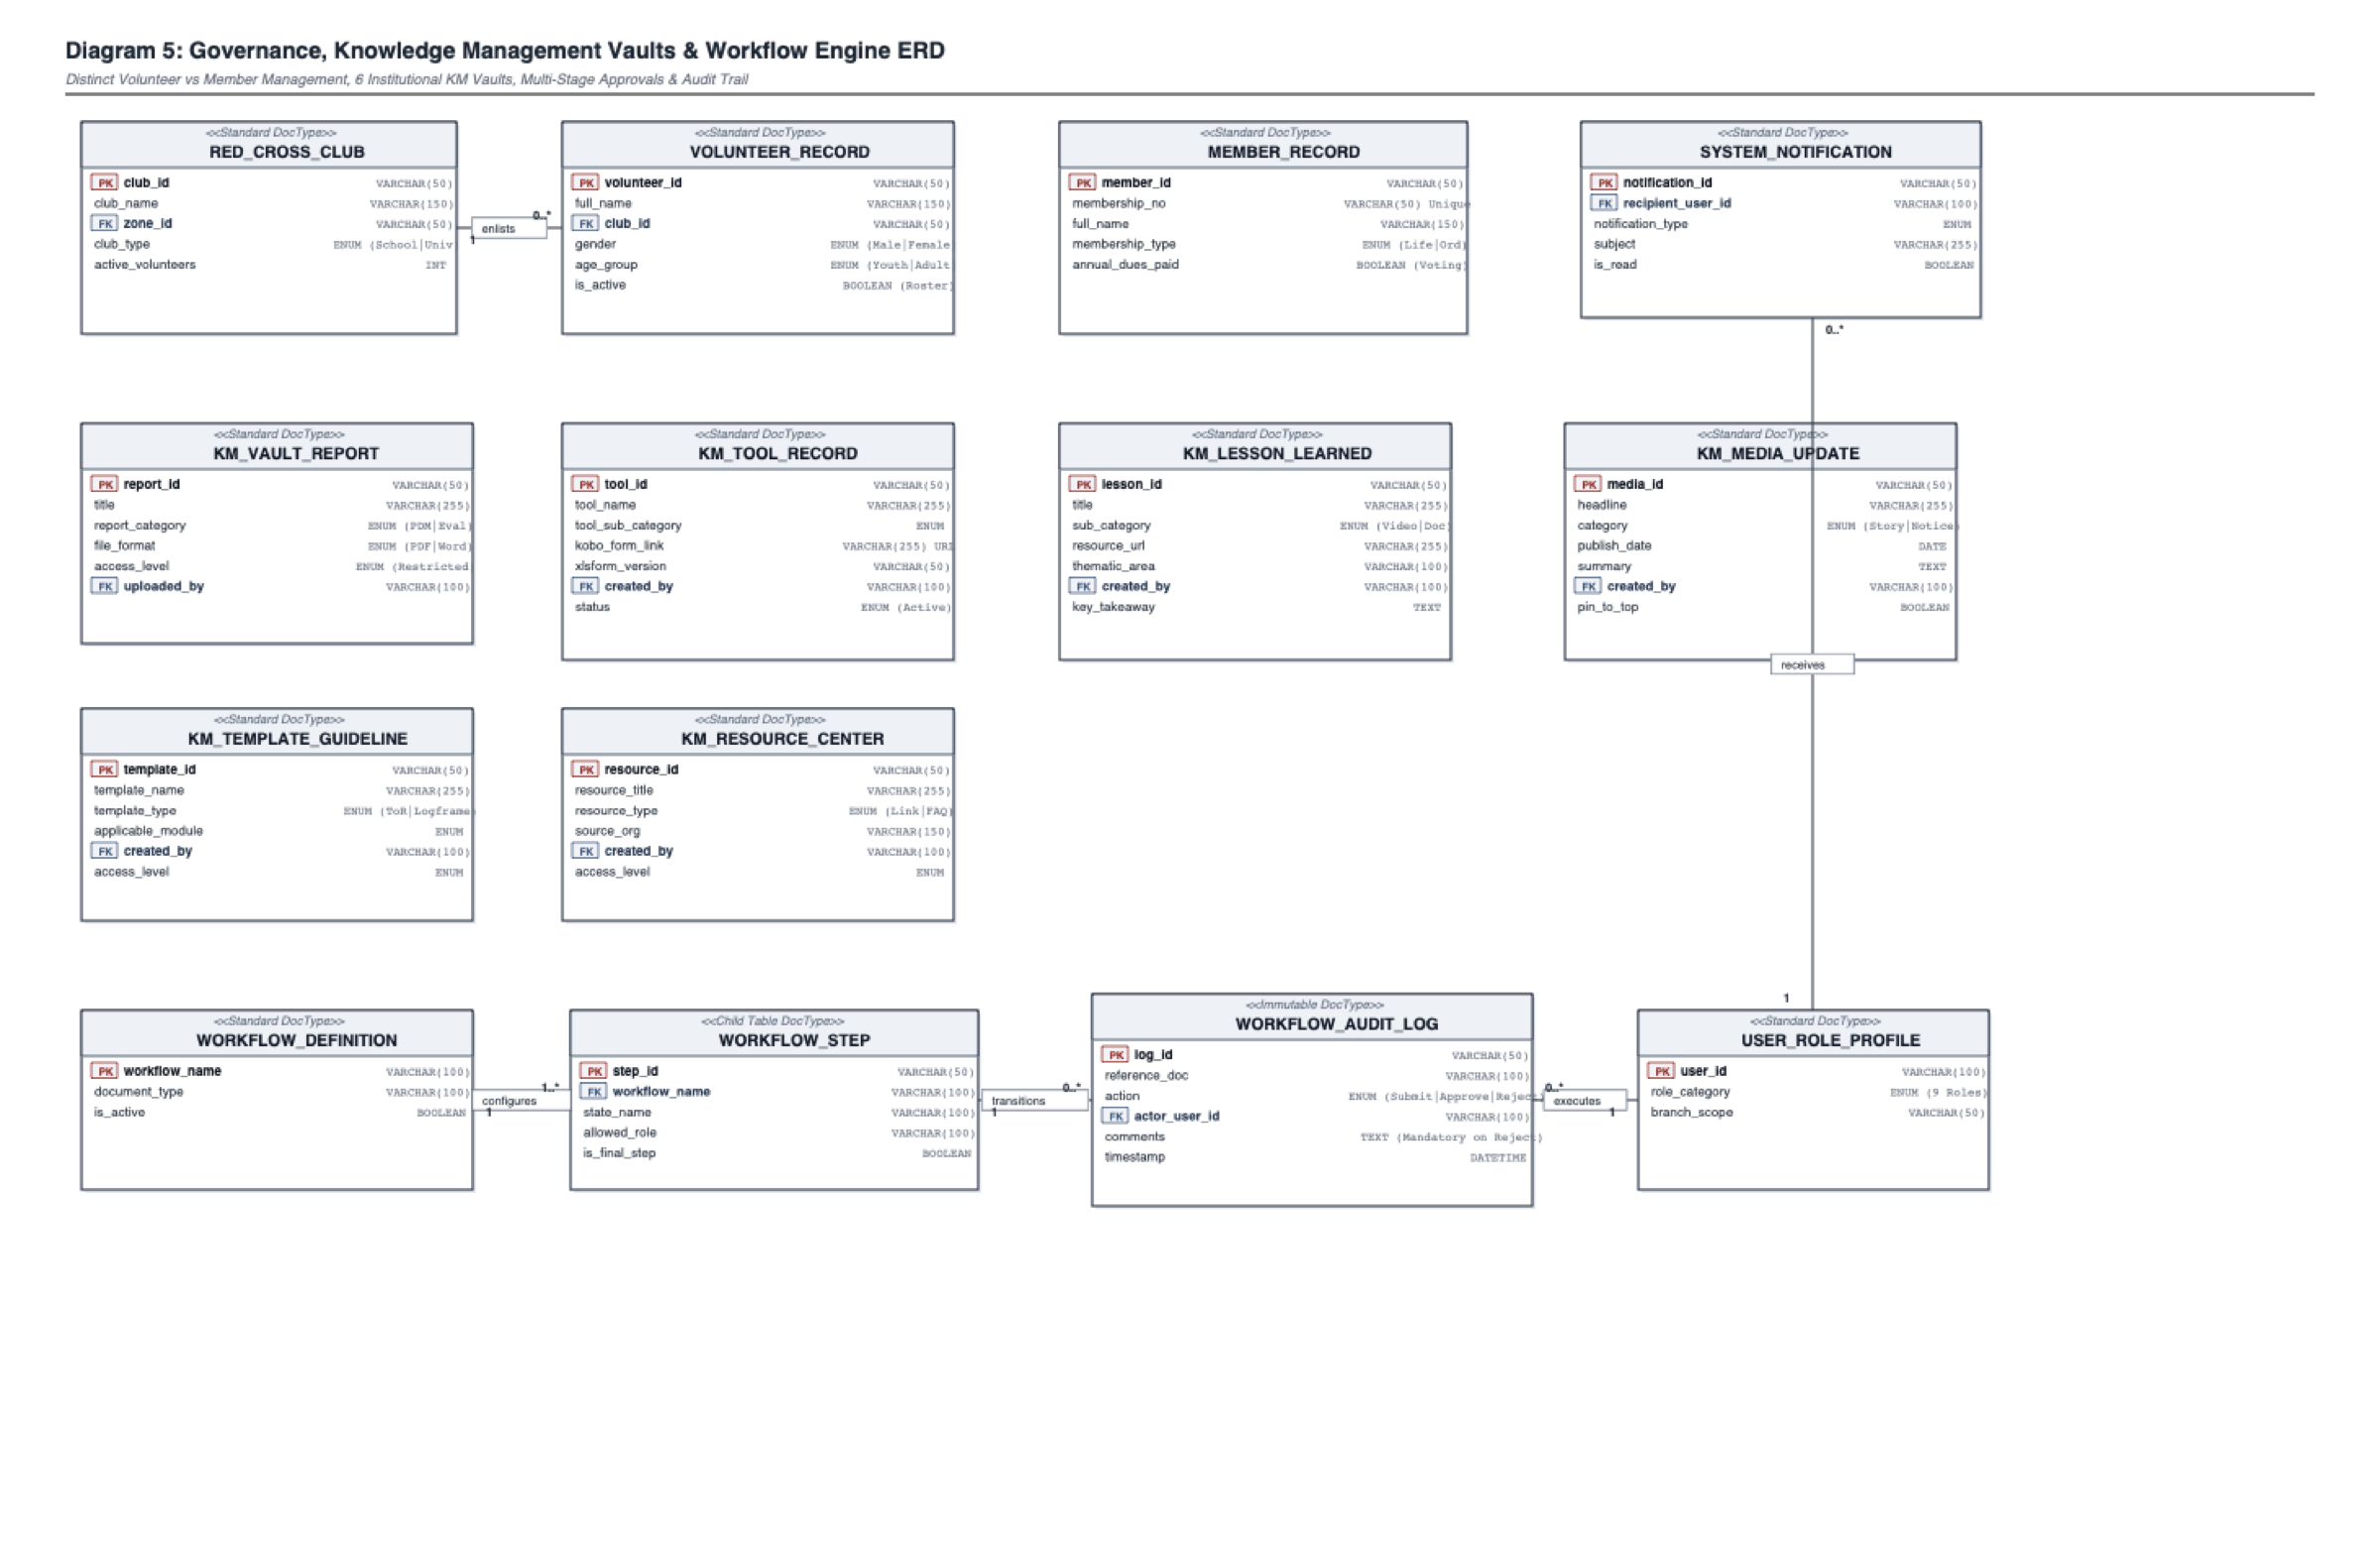 Diagram 5: Governance, Knowledge Management Vaults & Workflow Engine ERD
Distinct Volunteer vs Member Management, 6 Institutional KM Vaults, Multi-Stage Approvals & Audit Trail
<<Standard DocType>>
RED_CROSS_CLUB
PK club_id VARCHAR(50)
club_name VARCHAR(150)
FK zone_id VARCHAR(50)
club_type ENUM (School|Univ
active_volunteers INT
enlists
0..*
1
<<Standard DocType>>
VOLUNTEER_RECORD
PK volunteer_id VARCHAR(50)
full_name VARCHAR(150)
FK club_id VARCHAR(50)
gender ENUM (Male|Female
age_group ENUM (Youth|Adult
is_active BOOLEAN (Roster)
<<Standard DocType>>
MEMBER_RECORD
PK member_id VARCHAR(50)
membership_no VARCHAR(50) Unique
full_name VARCHAR(150)
membership_type ENUM (Life|Ord)
annual_dues_paid BOOLEAN (Voting)
<<Standard DocType>>
SYSTEM_NOTIFICATION
PK notification_id VARCHAR(50)
FK recipient_user_id VARCHAR(100)
notification_type ENUM
subject VARCHAR(255)
is_read BOOLEAN
0..*
<<Standard DocType>>
KM_VAULT_REPORT
PK report_id VARCHAR(50)
title VARCHAR(255)
report_category ENUM (PDM|Eval)
file_format ENUM (PDF|Word)
access_level ENUM (Restricted
FK uploaded_by VARCHAR(100)
<<Standard DocType>>
KM_TOOL_RECORD
PK tool_id VARCHAR(50)
tool_name VARCHAR(255)
tool_sub_category ENUM
kobo_form_link VARCHAR(255) URL
xlsform_version VARCHAR(50)
FK created_by VARCHAR(100)
status ENUM (Active)
<<Standard DocType>>
KM_LESSON_LEARNED
PK lesson_id VARCHAR(50)
title VARCHAR(255)
sub_category ENUM (Video|Doc)
resource_url VARCHAR(255)
thematic_area VARCHAR(100)
FK created_by VARCHAR(100)
key_takeaway TEXT
<<Standard DocType>>
KM_MEDIA_UPDATE
PK media_id VARCHAR(50)
headline VARCHAR(255)
category ENUM (Story|Notice)
publish_date DATE
summary TEXT
FK created_by VARCHAR(100)
pin_to_top BOOLEAN
receives
<<Standard DocType>>
KM_TEMPLATE_GUIDELINE
PK template_id VARCHAR(50)
template_name VARCHAR(255)
template_type ENUM (ToR|Logframe)
applicable_module ENUM
FK created_by VARCHAR(100)
access_level ENUM
<<Standard DocType>>
KM_RESOURCE_CENTER
PK resource_id VARCHAR(50)
resource_title VARCHAR(255)
resource_type ENUM (Link|FAQ)
source_org VARCHAR(150)
FK created_by VARCHAR(100)
access_level ENUM
<<Standard DocType>>
WORKFLOW_DEFINITION
PK workflow_name VARCHAR(100)
document_type VARCHAR(100)
is_active BOOLEAN
1..*
configures
1
<<Child Table DocType>>
WORKFLOW_STEP
PK step_id VARCHAR(50)
FK workflow_name VARCHAR(100)
state_name VARCHAR(100)
allowed_role VARCHAR(100)
is_final_step BOOLEAN
0..*
transitions
1
<<Immutable DocType>>
WORKFLOW_AUDIT_LOG
PK log_id VARCHAR(50)
reference_doc VARCHAR(100)
action ENUM (Submit|Approve|Reject)
FK actor_user_id VARCHAR(100)
comments TEXT (Mandatory on Reject)
timestamp DATETIME
0..*
executes
1
1
<<Standard DocType>>
USER_ROLE_PROFILE
PK user_id VARCHAR(100)
role_category ENUM (9 Roles)
branch_scope VARCHAR(50)